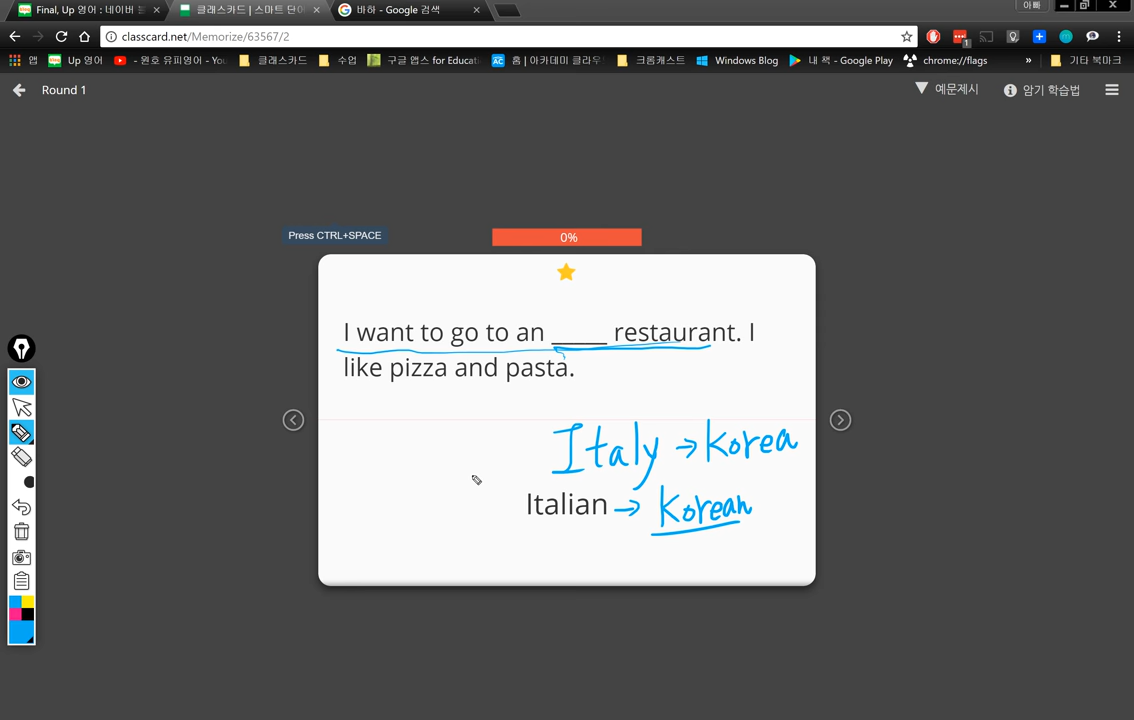 Final, Up 영어 : 네이버 블
클래스카드 | 스마트 단어
바하 - Google 검색
아빠
classcard.net/Memorize/63567/2
앱
Up 영어
- 원호 유피영어 - You
클래스카드
수업
구글 앱스 for Educati
홈 | 아카데미 클라우드
크롬캐스트
Windows Blog
내 책 - Google Play
chrome://flags
»
기타 북마크
Round 1
예문제시
암기 학습법
Press CTRL+SPACE
0%
I want to go to an _____ restaurant. I
like pizza and pasta.
Italy → Korea
Italian → Korean